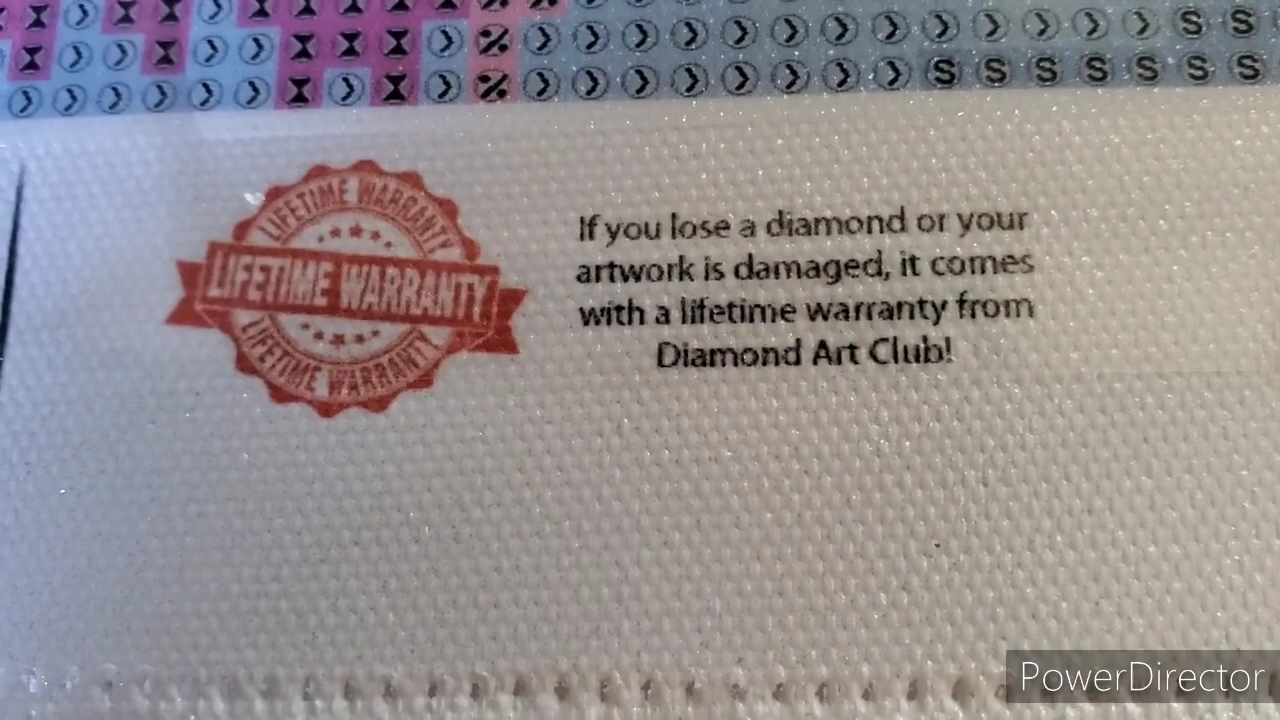 LIFETIME WARRANTY
LIFETIME WARRANTY
LIFETIME WARRANTY
If you lose a diamond or your
artwork is damaged, it comes
with a lifetime warranty from
Diamond Art Club!
PowerDirector